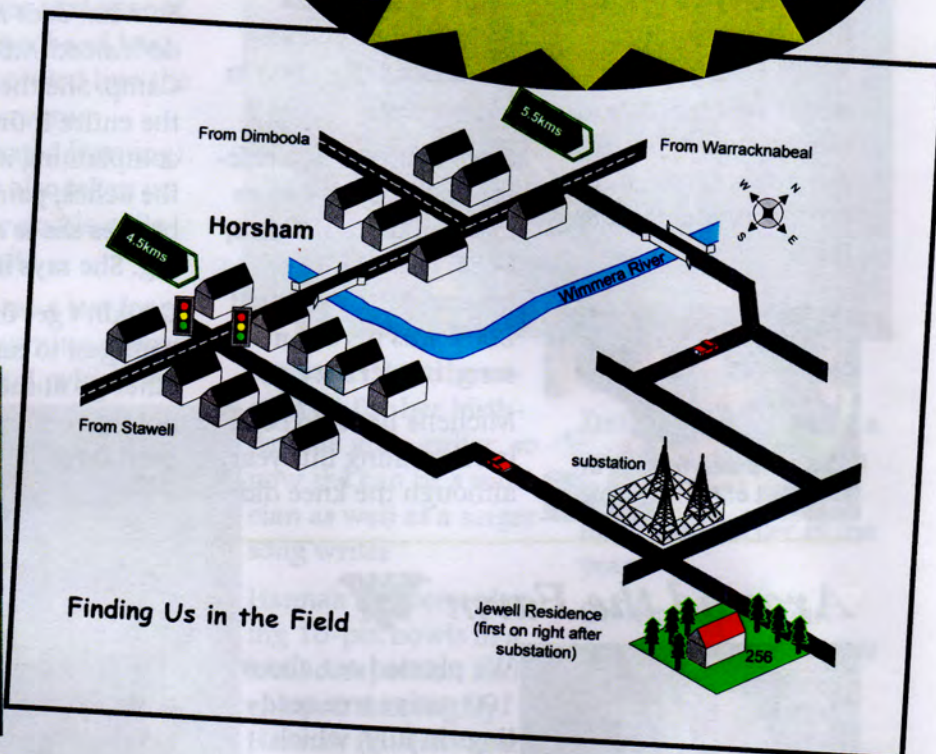 5.5kms
From Dimboola
From Warracknabeal
W N
S E
Horsham
4.5kms
Wimmera River
From Stawell
substation
Finding Us in the Field
Jewell Residence
(first on right after
substation)
256